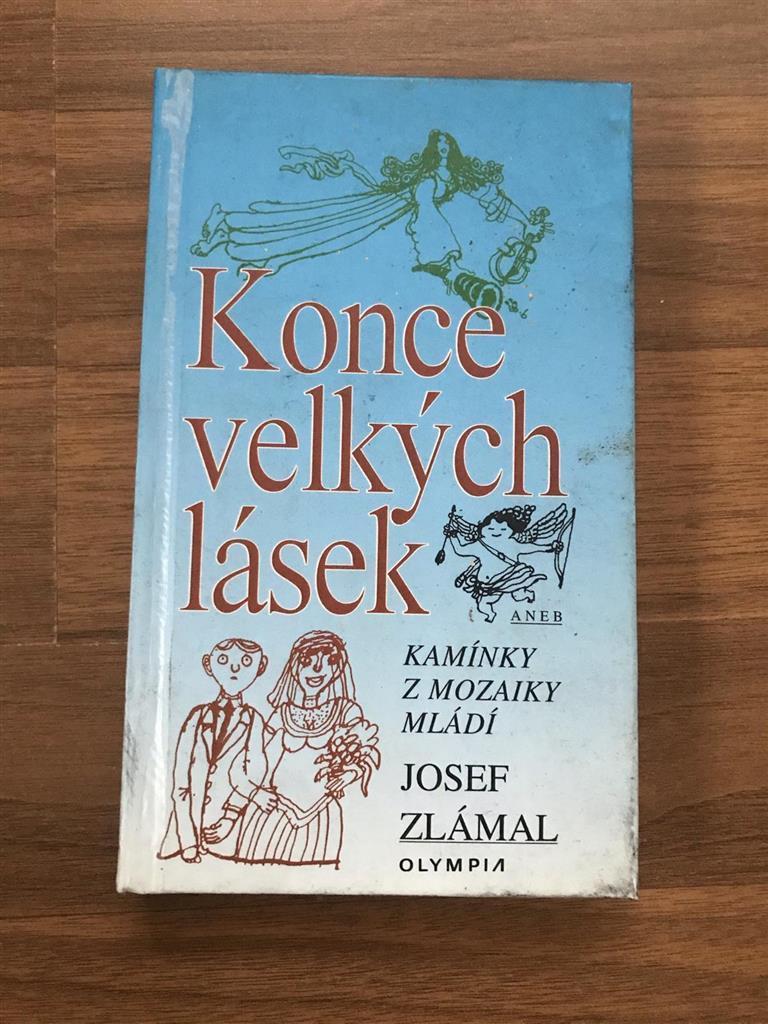 Konce
velkých
lásek
ANEB
KAMÍNKY
Z MOZAIKY
MLÁDÍ
JOSEF
ZLÁMAL
OLYMPIA